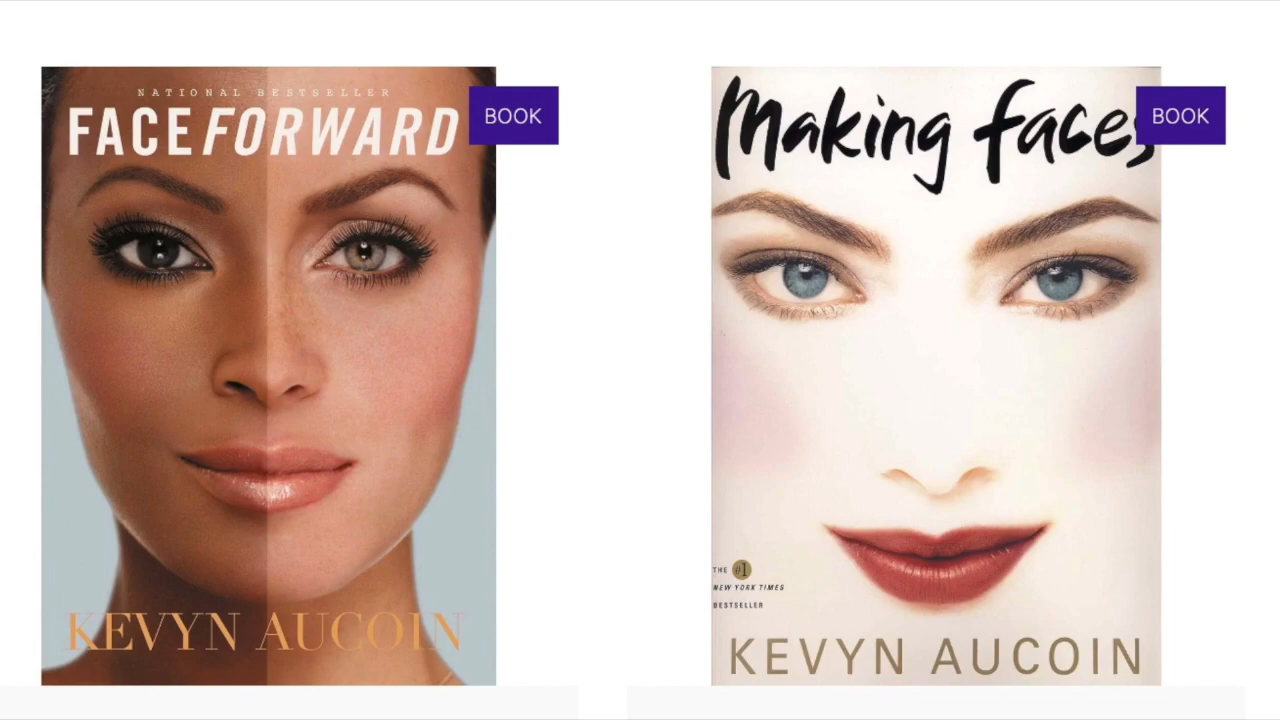 NATIONAL BESTSELLER
FACE FORWARD
KEVYN AUCOIN
BOOK
Making faces
THE #1
NEW YORK TIMES
BESTSELLER
KEVYN AUCOIN
BOOK